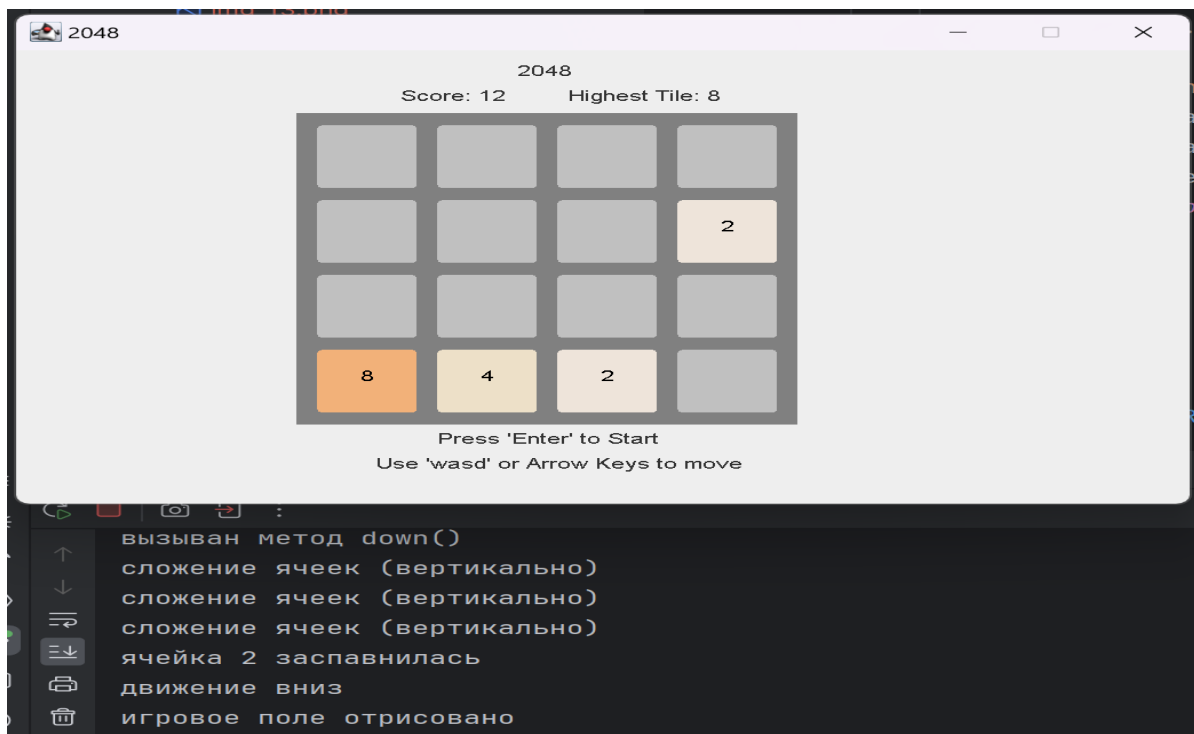 img_13.png
2048
2048
Score: 12 Highest Tile: 8
2
8 4 2
Press 'Enter' to Start
Use 'wasd' or Arrow Keys to move
вызыван метод down()
сложение ячеек (вертикально)
сложение ячеек (вертикально)
сложение ячеек (вертикально)
ячейка 2 заспавнилась
движение вниз
игровое поле отрисовано